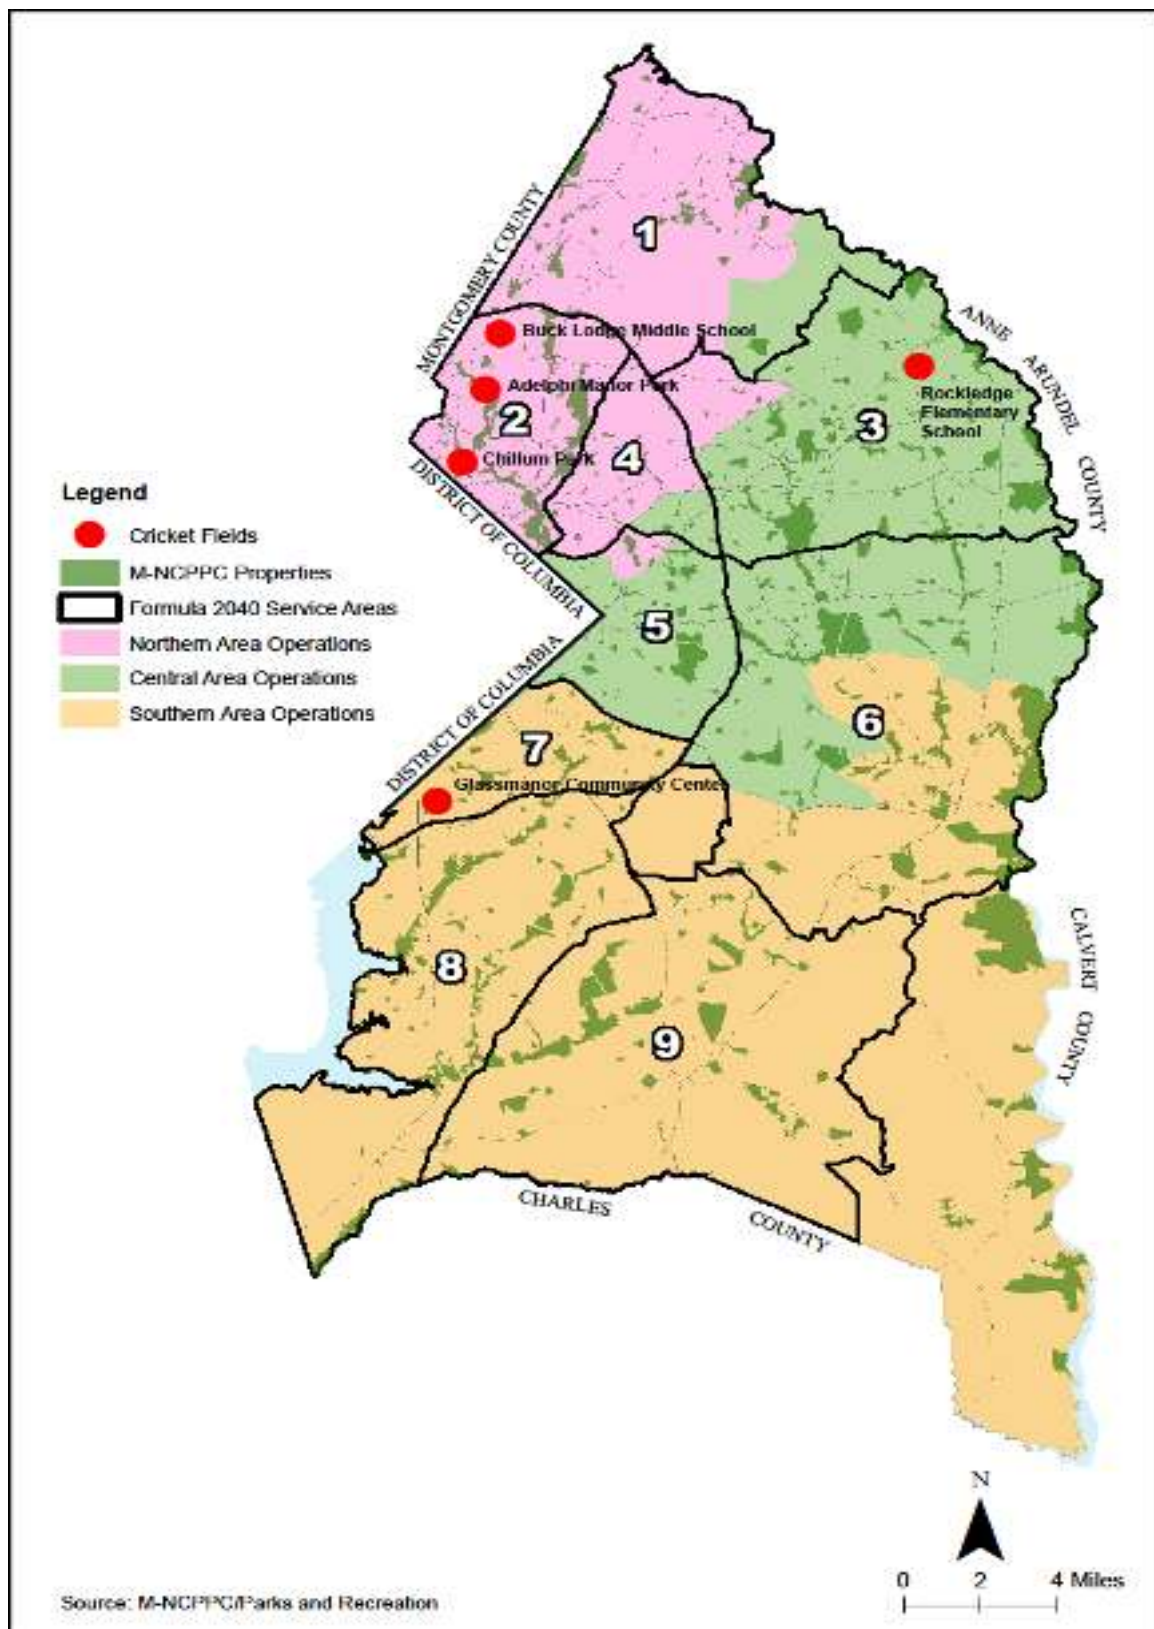 1
MONTGOMERY COUNTY
ANNE ARUNDEL COUNTY
Buck Lodge Middle School
Adelphi Manor Park
Rockledge
Elementary
School
2
3
4
Chillum Park
DISTRICT OF COLUMBIA
Legend
Cricket Fields
M-NCPPC Properties
Formula 2040 Service Areas
Northern Area Operations
Central Area Operations
Southern Area Operations
5
DISTRICT OF COLUMBIA
6
7
Glassmanor Community Center
8
CALVERT COUNTY
9
CHARLES COUNTY
N
0 2 4 Miles
Source: M-NCPPC/Parks and Recreation